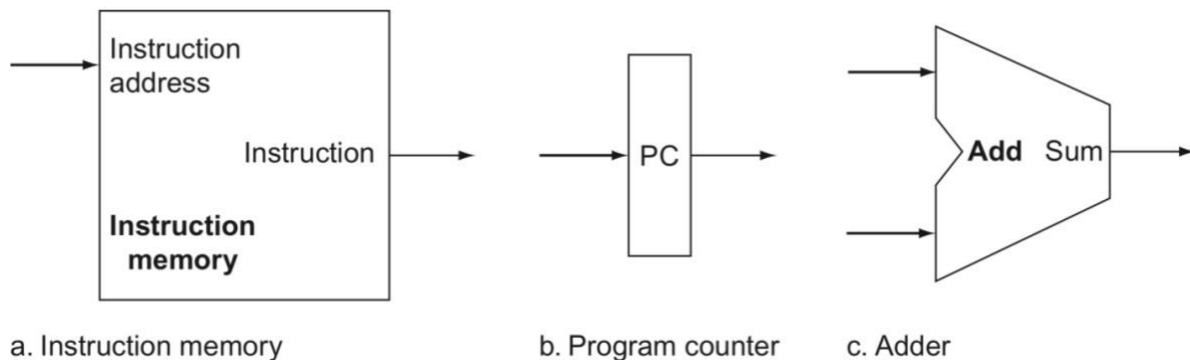 Instruction
address
Instruction
Instruction
memory
PC
Add Sum
a. Instruction memory
b. Program counter
c. Adder